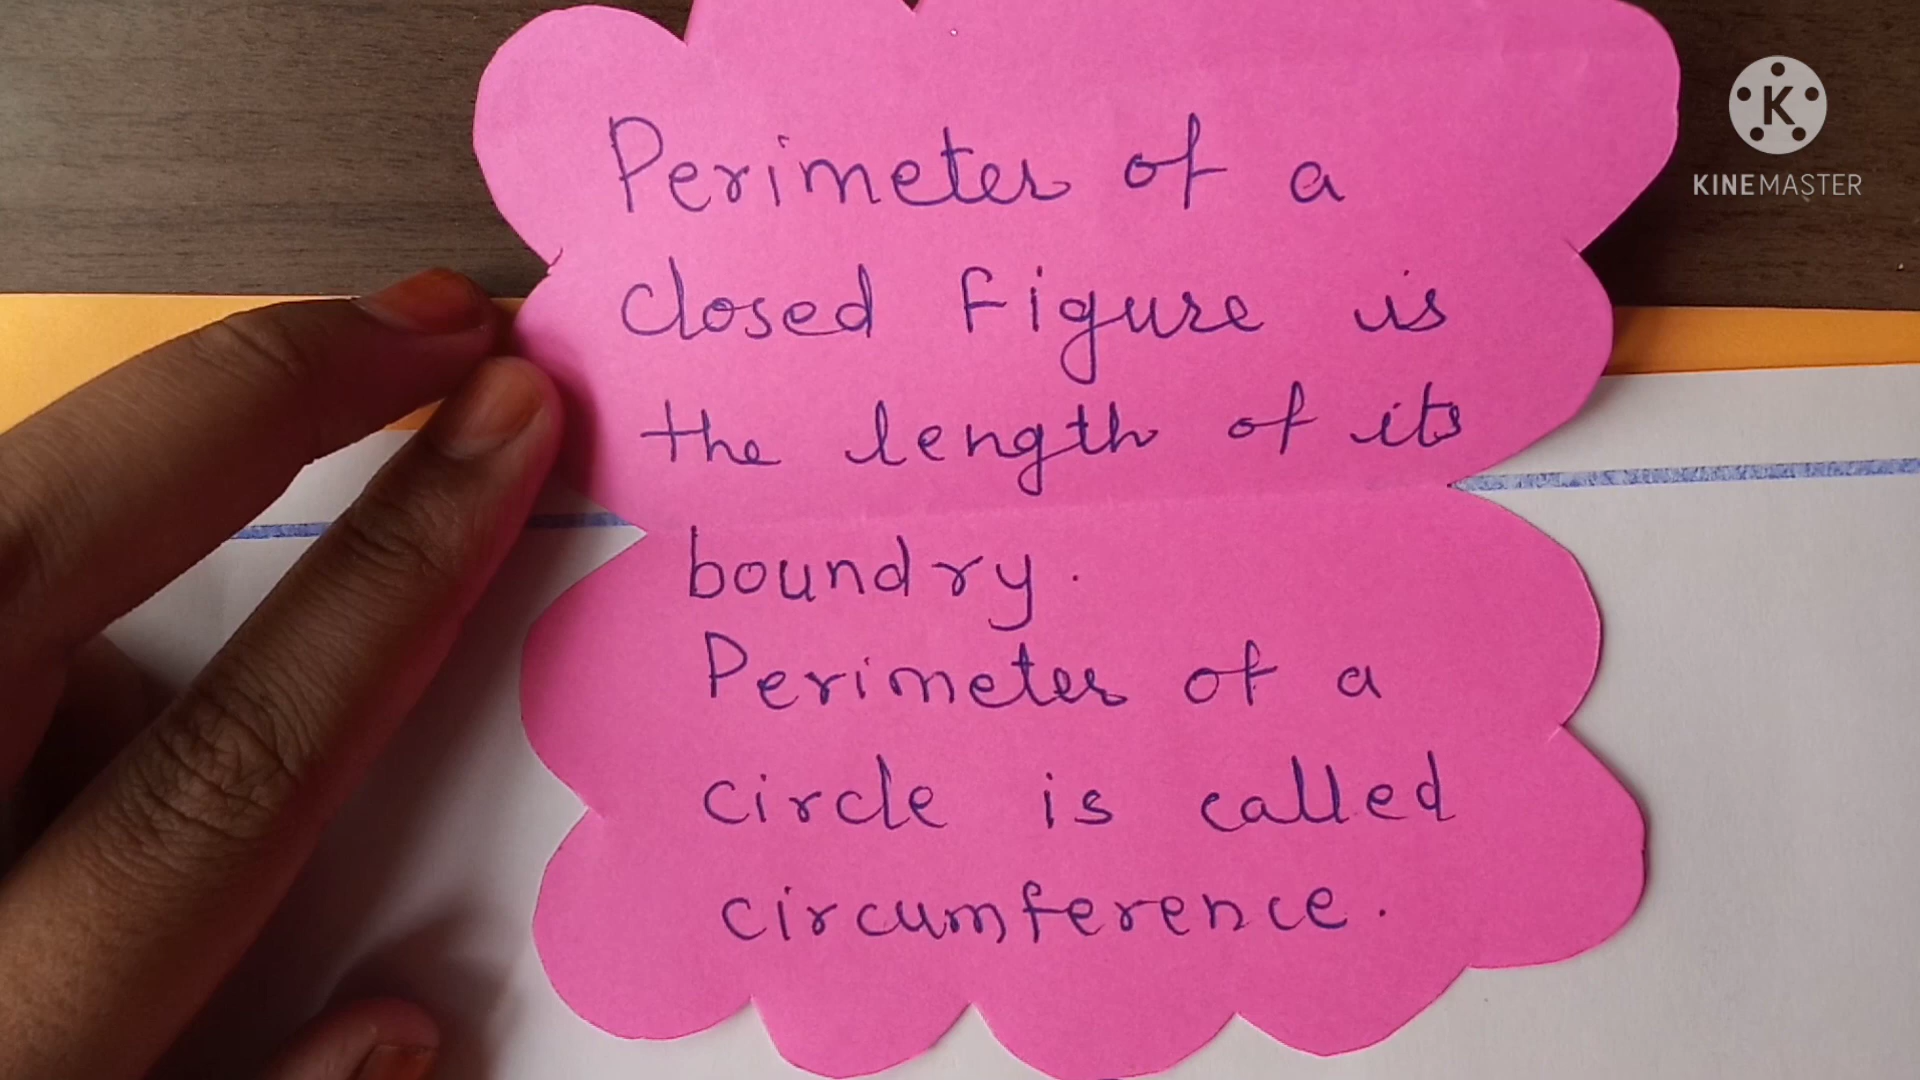 Perimeter of a
closed Figure is
the length of its
boundry.
Perimeter of a
circle is called
circumference.
K
KINEMASTER